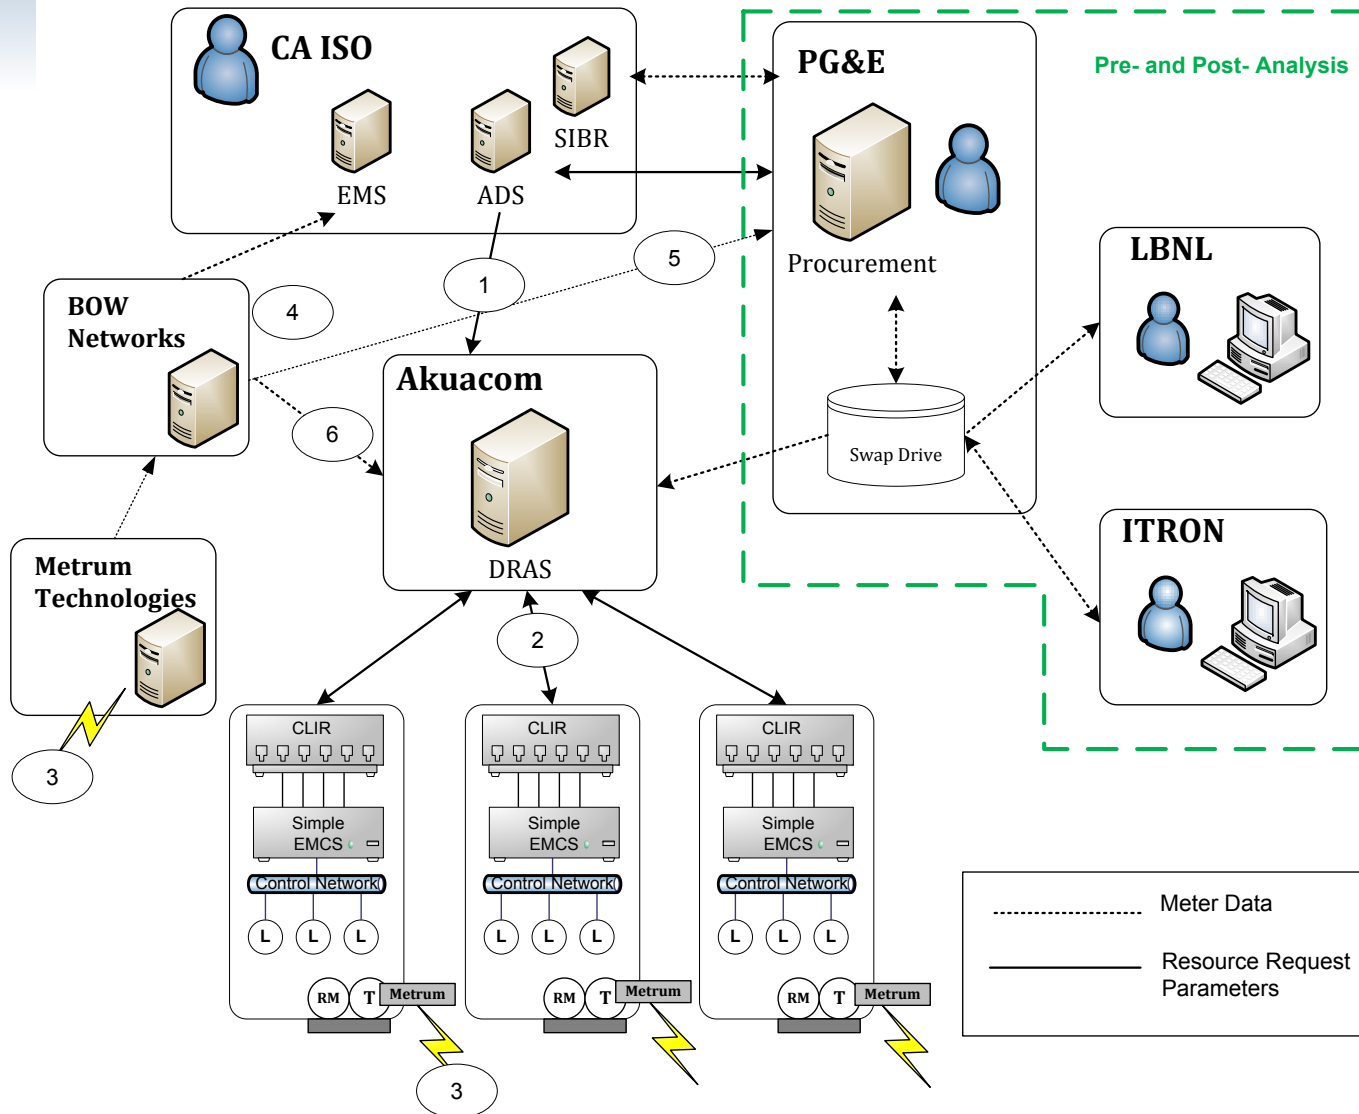 CA ISO
PG&E
Pre- and Post- Analysis
SIBR
EMS
ADS
Procurement
5
LBNL
1
BOW
Networks
4
Akuacom
6
Swap Drive
ITRON
Metrum
Technologies
DRAS
2
3
CLIR
CLIR
CLIR
Simple
EMCS
Simple
EMCS
Simple
EMCS
Control Network
Control Network
Control Network
L L L
L L L
L L L
Meter Data
Resource Request
Parameters
RM T Metrum
RM T Metrum
RM T Metrum
3